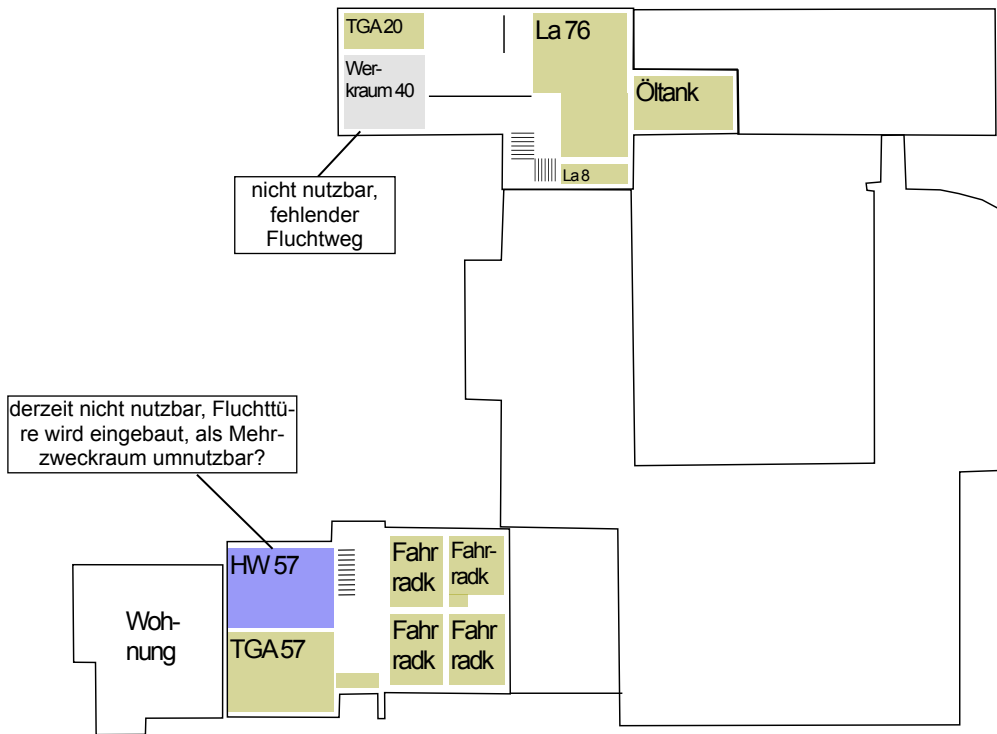 TGA 20
La 76
Wer-
kraum 40
Öltank
La 8
nicht nutzbar,
fehlender
Fluchtweg
derzeit nicht nutzbar, Fluchttü-
re wird eingebaut, als Mehr-
zweckraum umnutzbar?
HW 57
Fahr
radk
Fahr-
radk
Woh-
nung
TGA 57
Fahr
radk
Fahr
radk